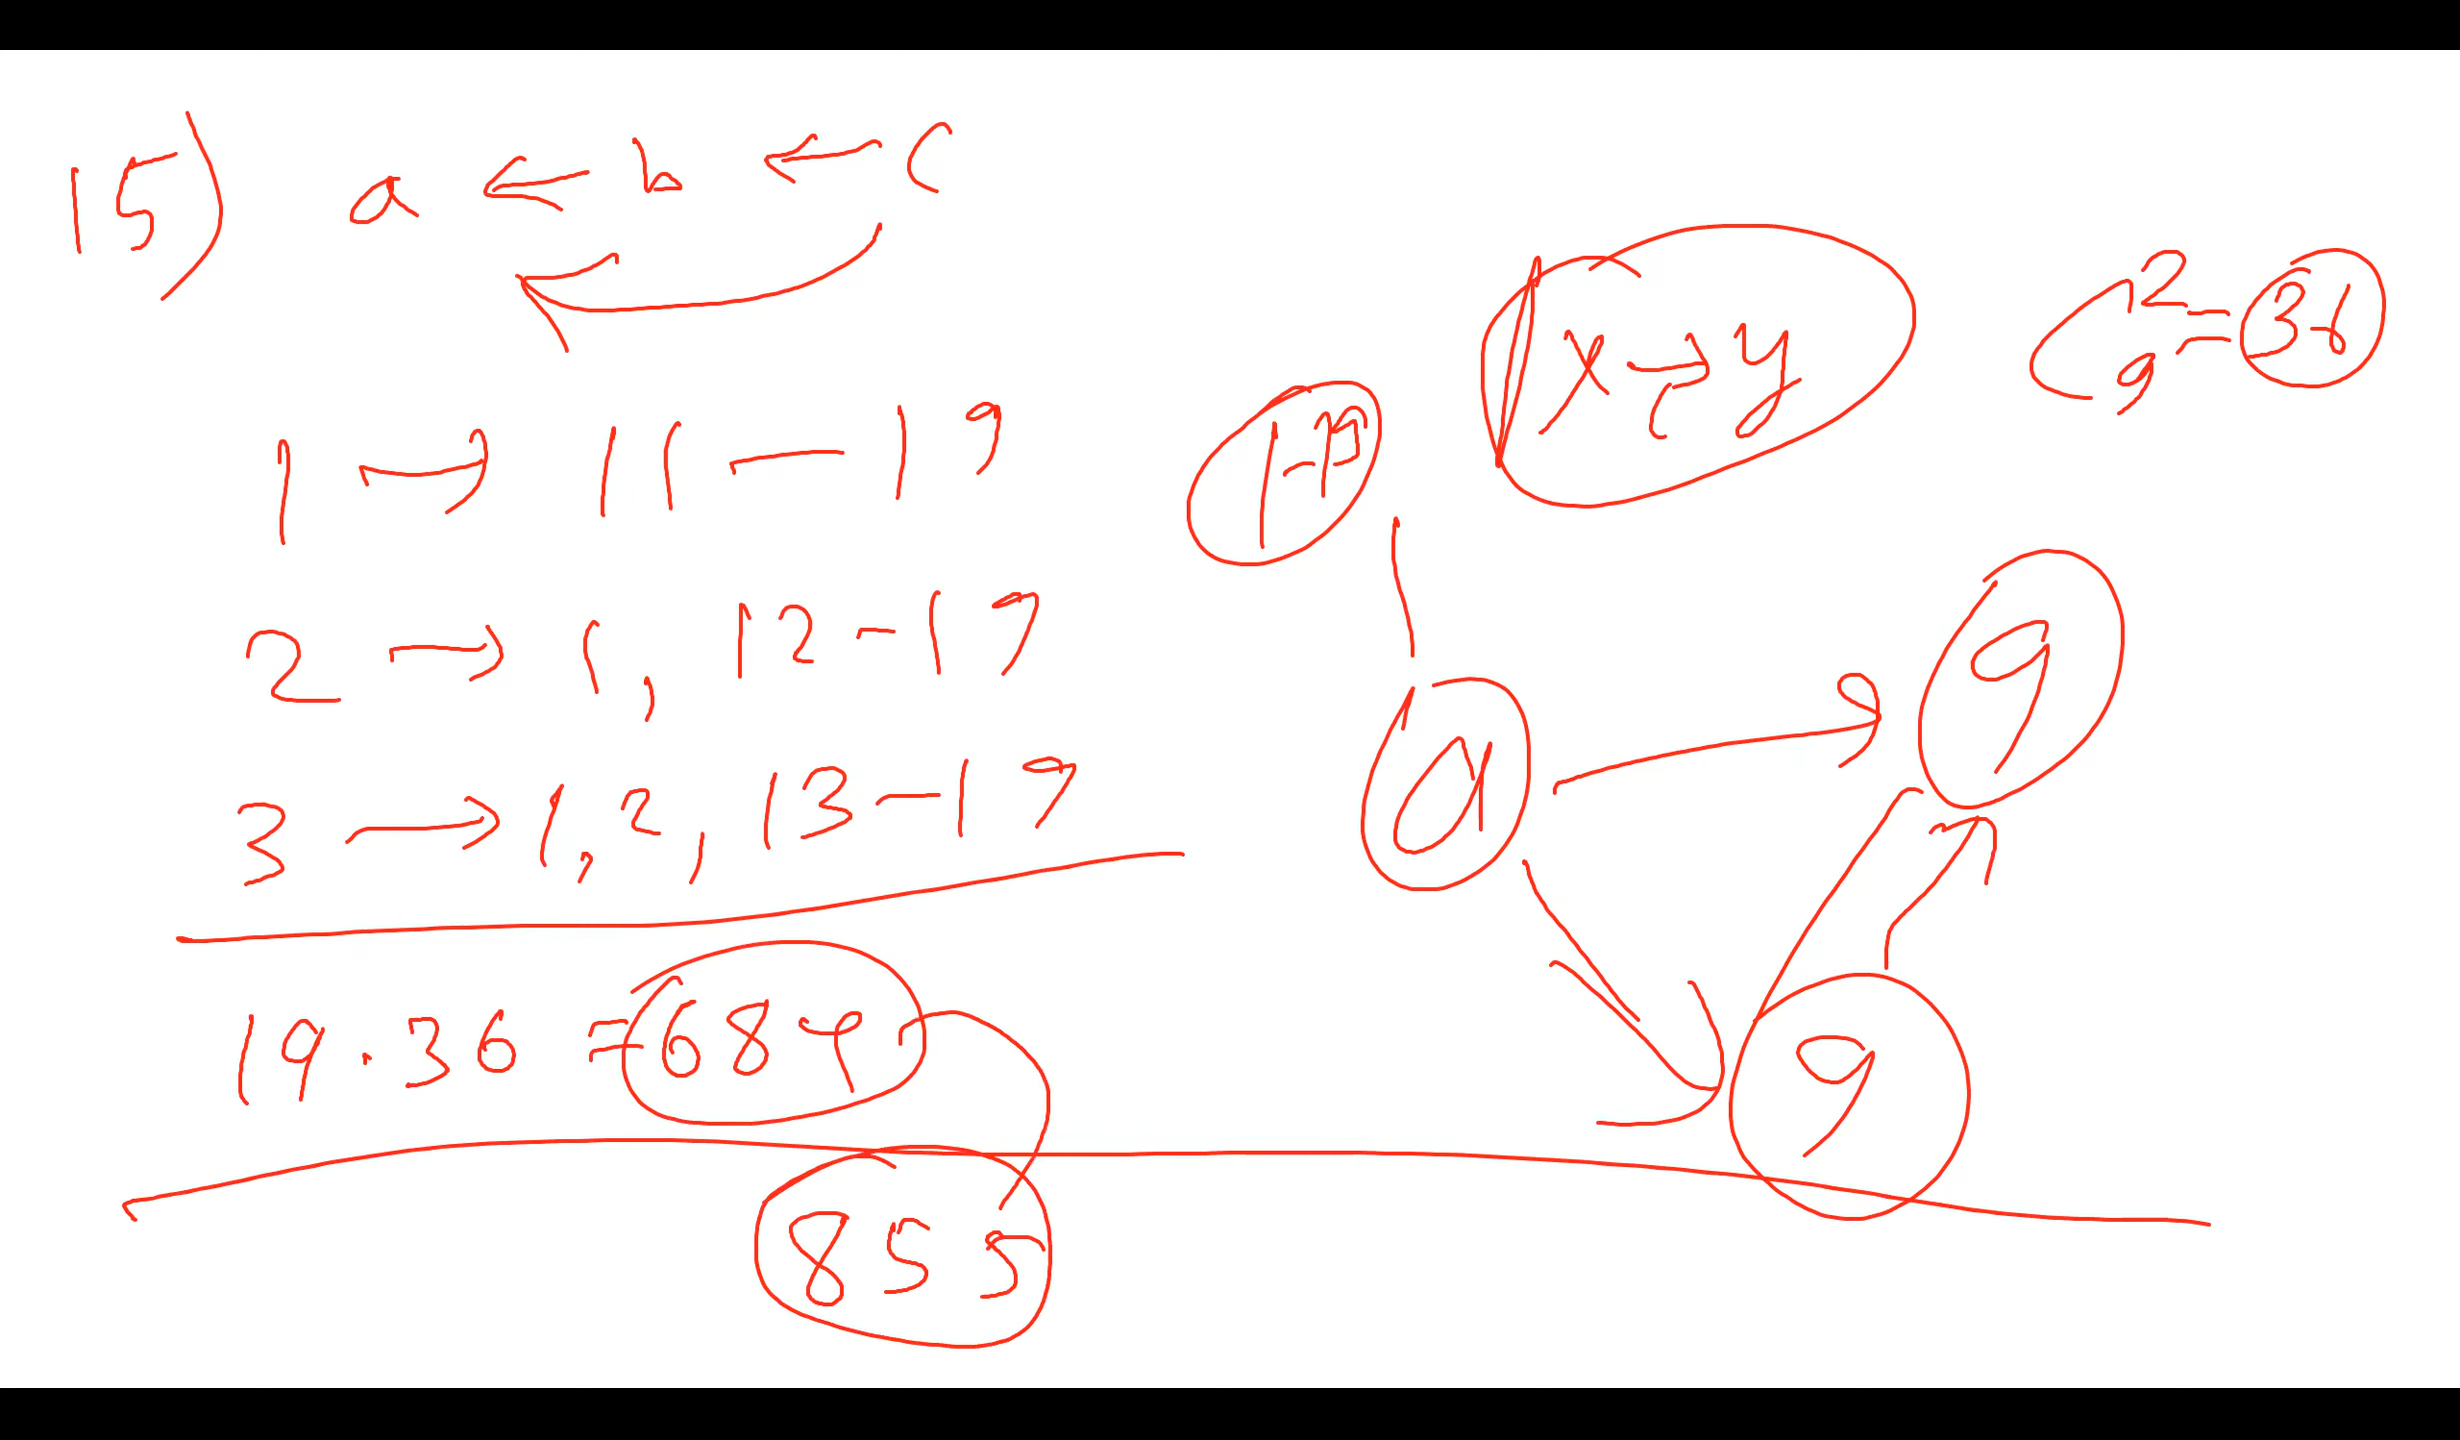 15) a ← b ← c
1 → 11 — 19
2 → 1, 12 - 19
3 → 1, 2, 13 - 19
19 . 36 = 684
855
1-19
x → y
C 2 9 = 36
a
9
9